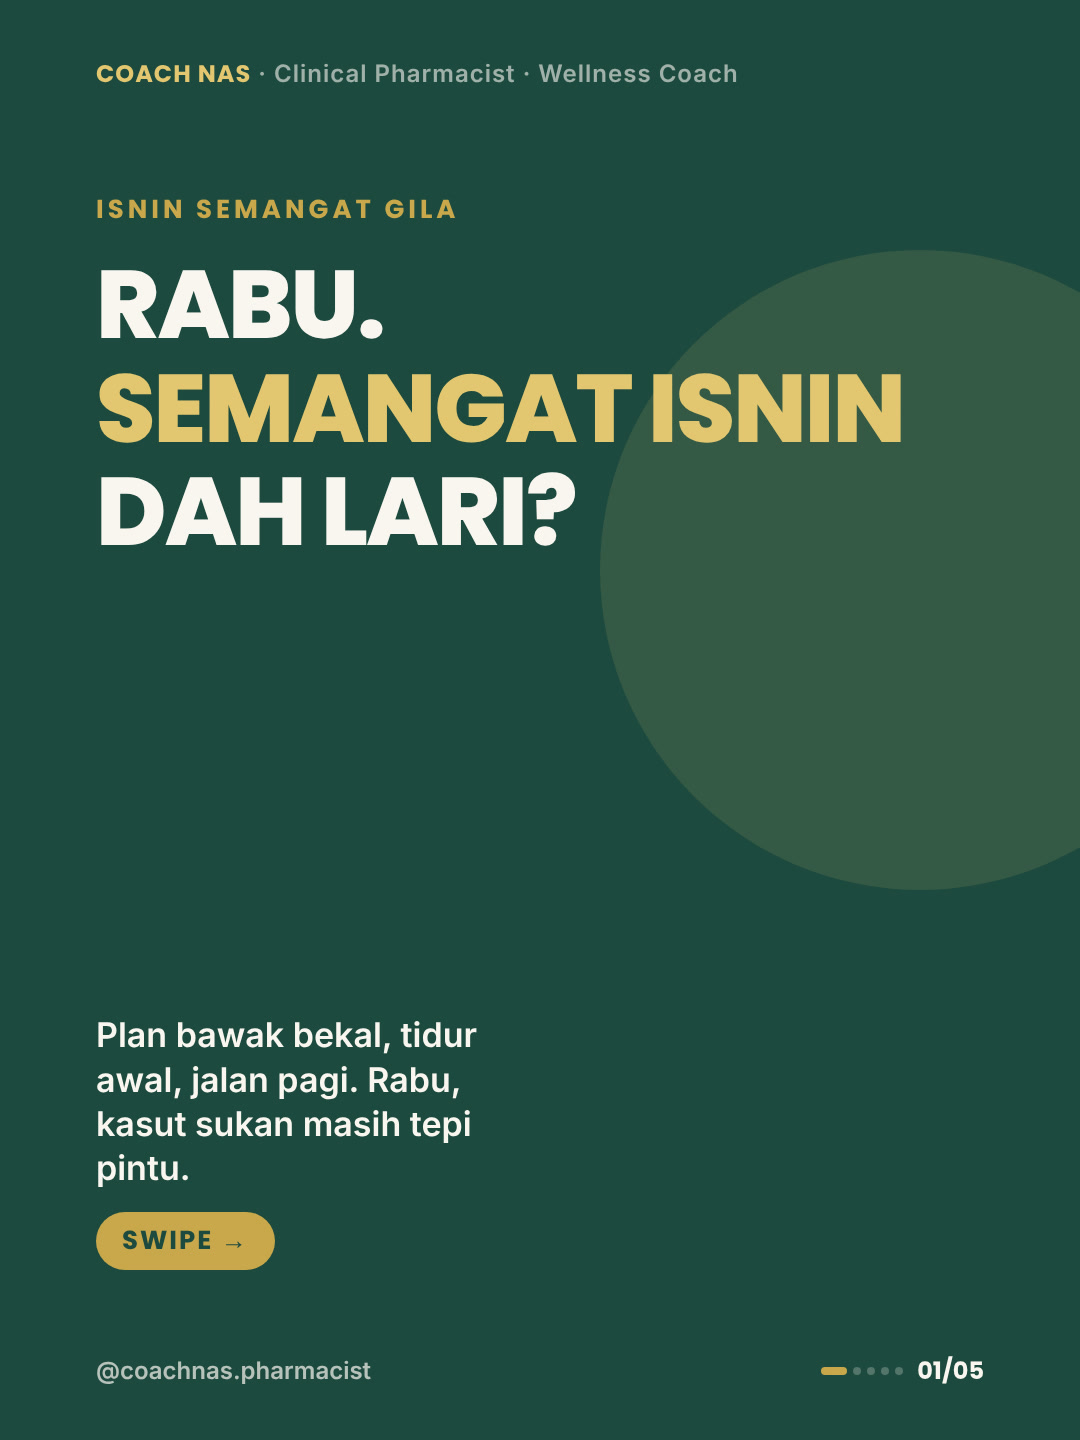 COACH NAS · Clinical Pharmacist · Wellness Coach
ISNIN SEMANGAT GILA
RABU.
SEMANGAT ISNIN
DAH LARI?
Plan bawak bekal, tidur
awal, jalan pagi. Rabu,
kasut sukan masih tepi
pintu.
SWIPE →
@coachnas.pharmacist
01/05